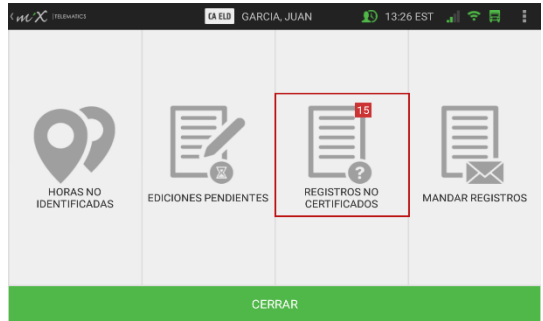 mix TELEMATICS CA ELD GARCIA, JUAN 13:26 EST
15
?
HORAS NO
IDENTIFICADAS
EDICIONES PENDIENTES
REGISTROS NO
CERTIFICADOS
MANDAR REGISTROS
CERRAR